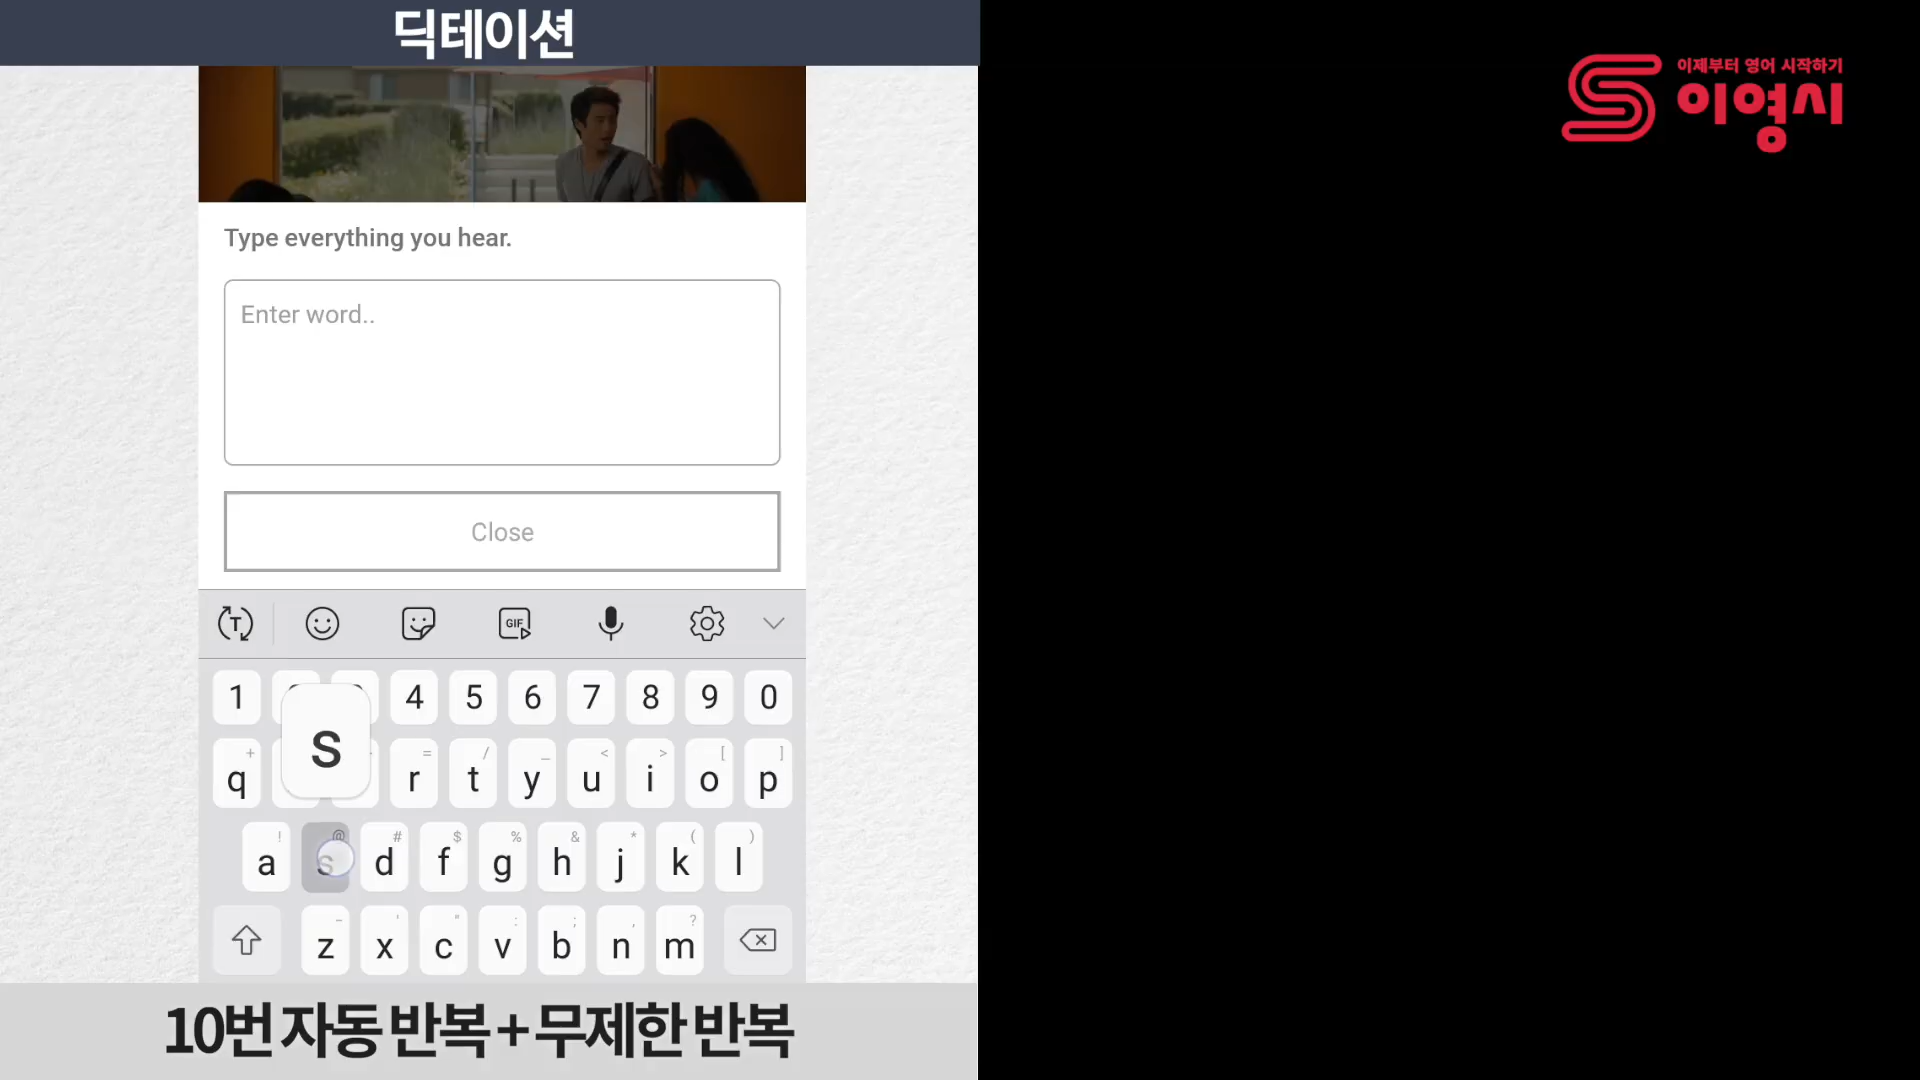 딕테이션
이제부터 영어 시작하기
이영시
Type everything you hear.
Enter word..
Close
T
GIF
1 4 5 6 7 8 9 0
S
+ = / _ < > [ ]
q r t y u i o p
! @ # $ % & * ( )
a s d f g h j k l
- ' " : ; , ?
z x c v b n m
10번 자동 반복 + 무제한 반복